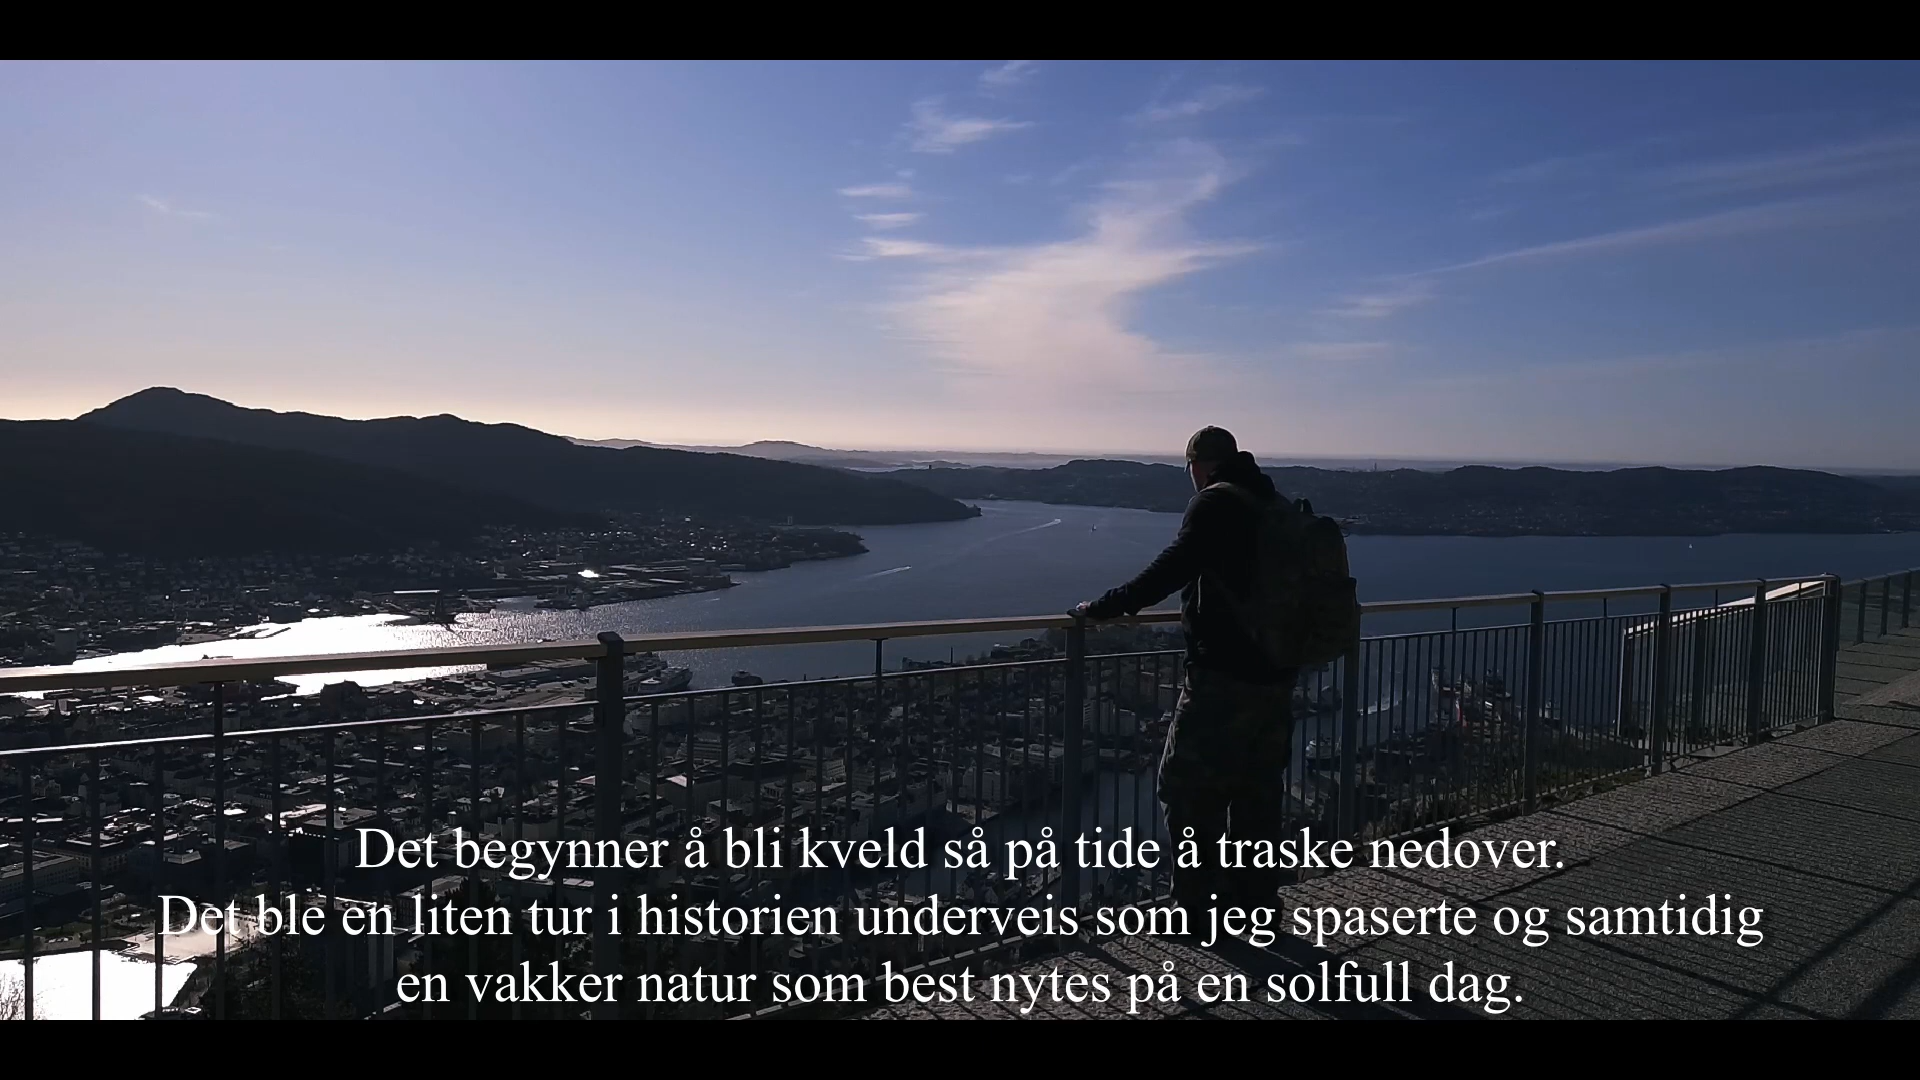 Det begynner å bli kveld så på tide å traske nedover.
Det ble en liten tur i historien underveis som jeg spaserte og samtidig
en vakker natur som best nytes på en solfull dag.